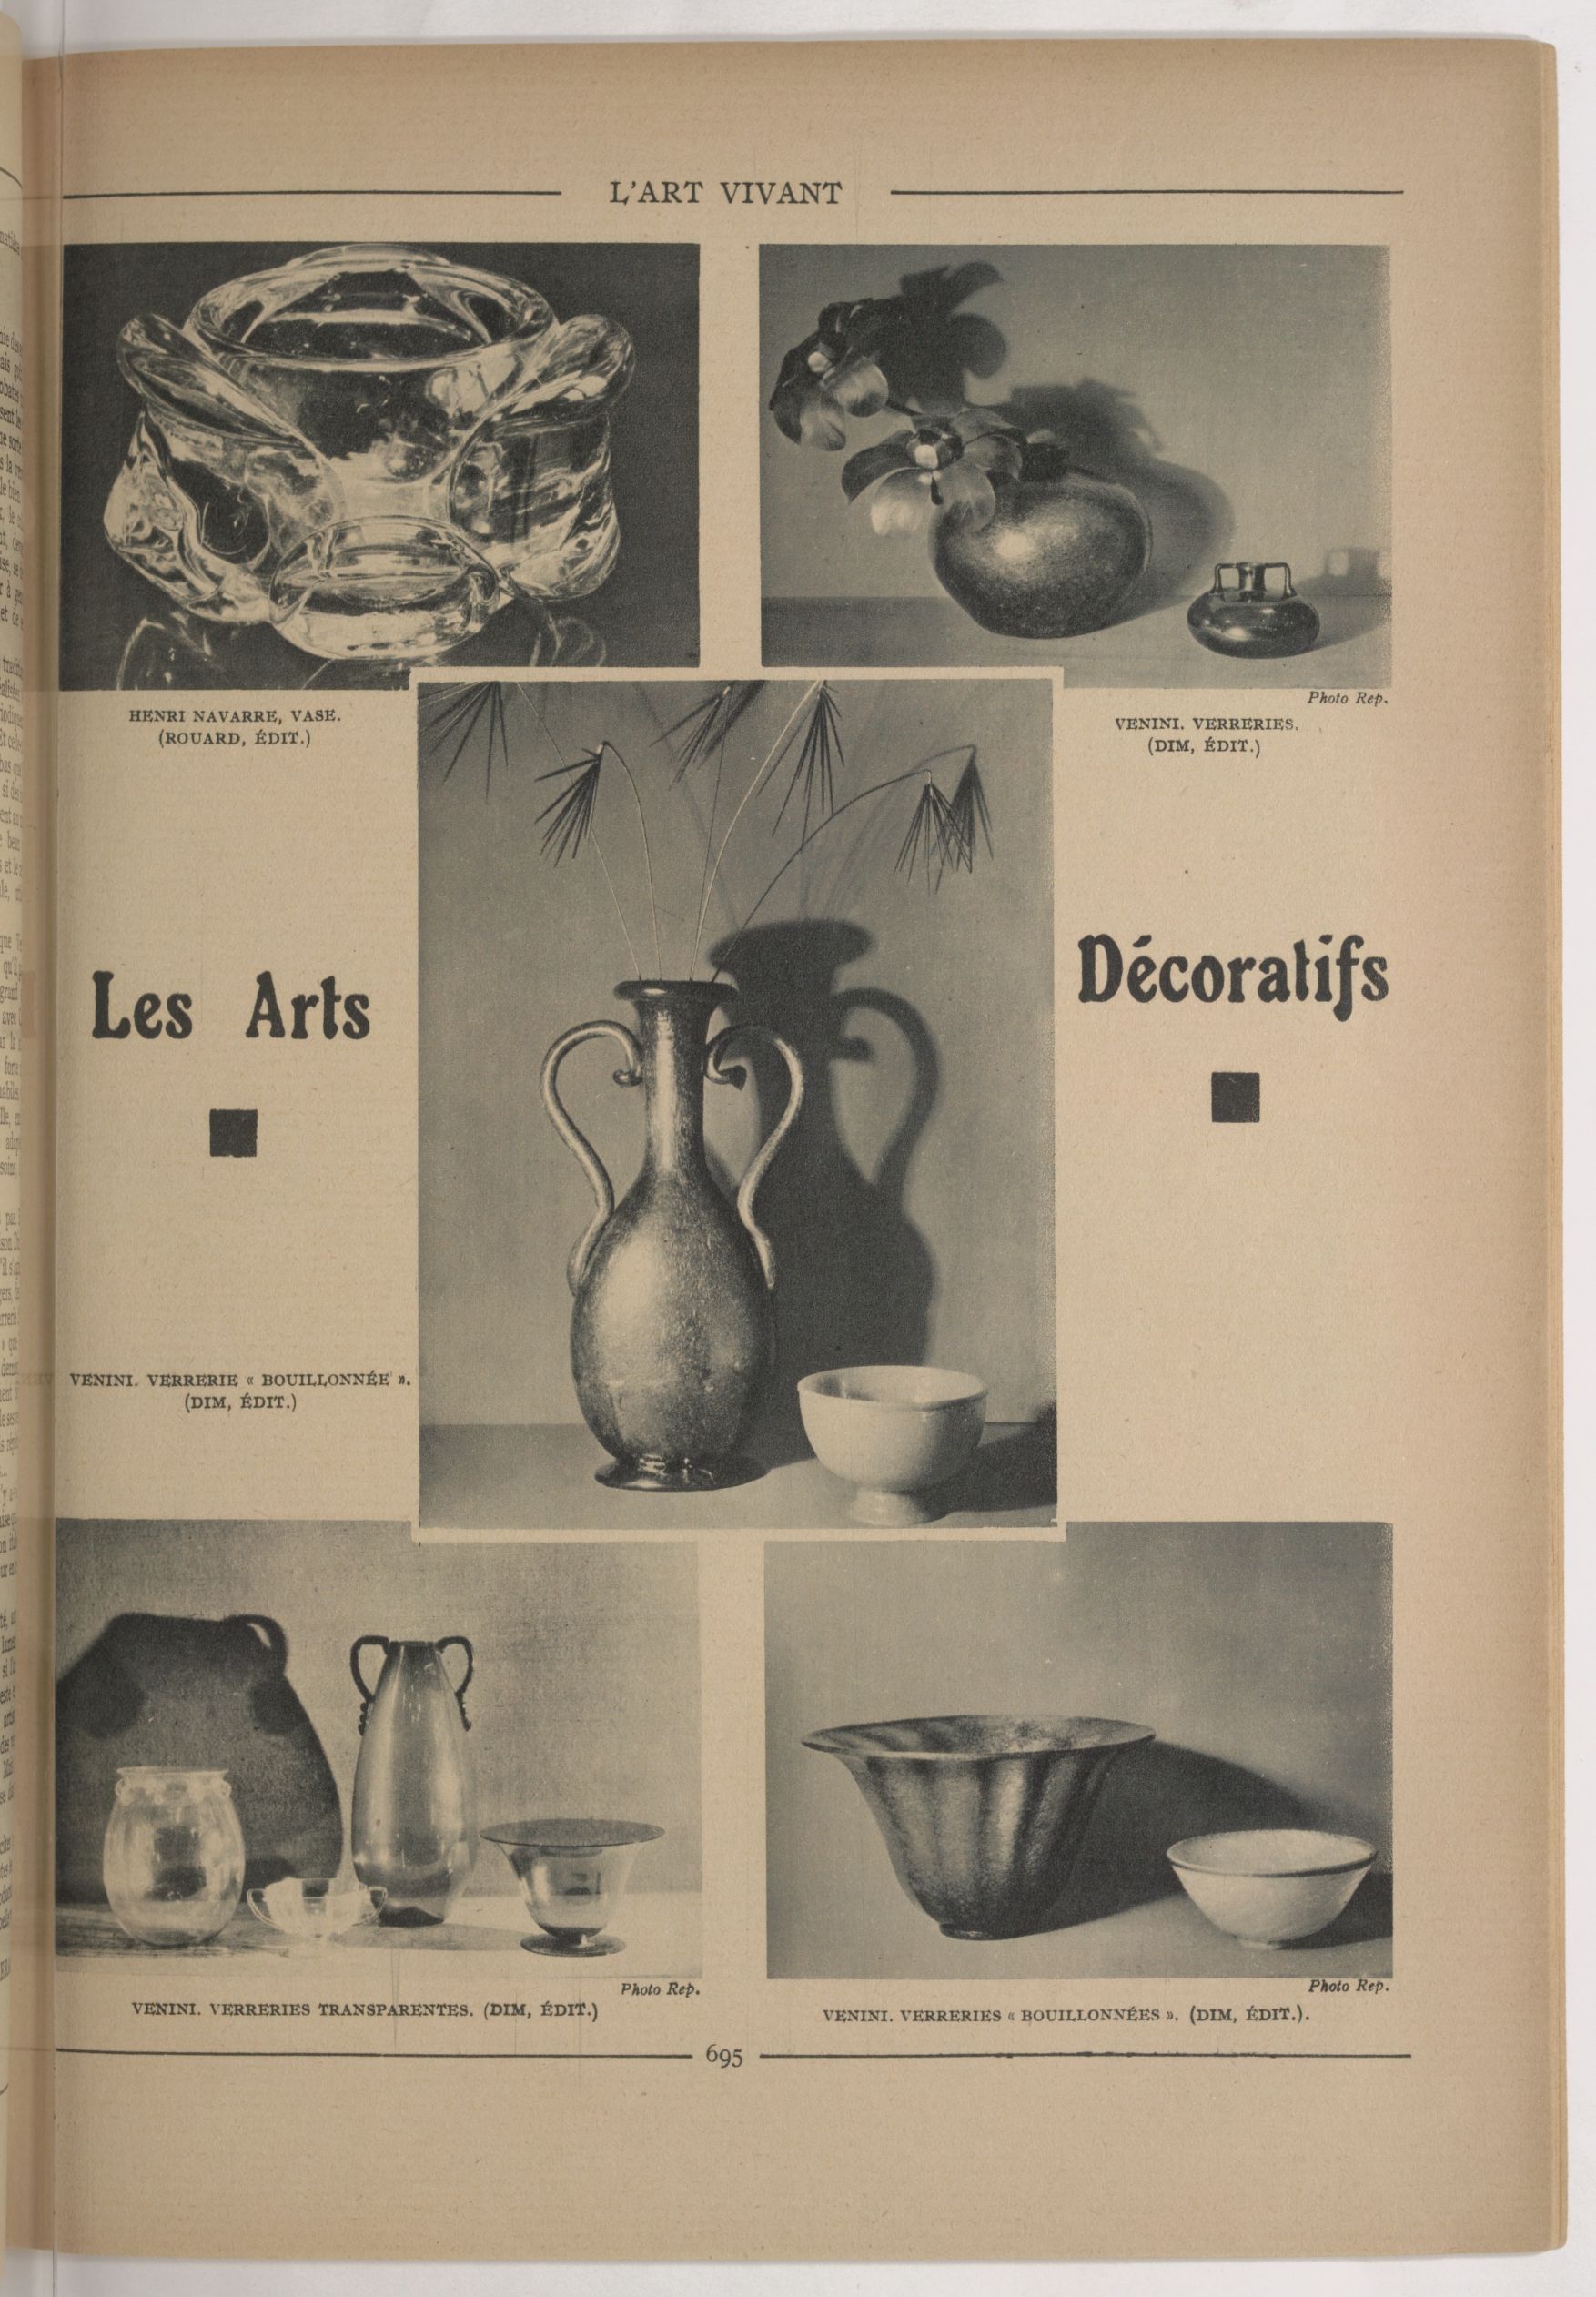 L'ART VIVANT
HENRI NAVARRE, VASE.
(ROUARD, ÉDIT.)
Photo Rep.
VENINI. VERRERIES.
(DIM, ÉDIT.)
Les Arts
Décoratifs
VENINI. VERRERIE « BOUILLONNÉE ».
(DIM, ÉDIT.)
Photo Rep.
VENINI. VERRERIES TRANSPARENTES. (DIM, ÉDIT.)
Photo Rep.
VENINI. VERRERIES « BOUILLONNÉES ». (DIM, ÉDIT.).
695